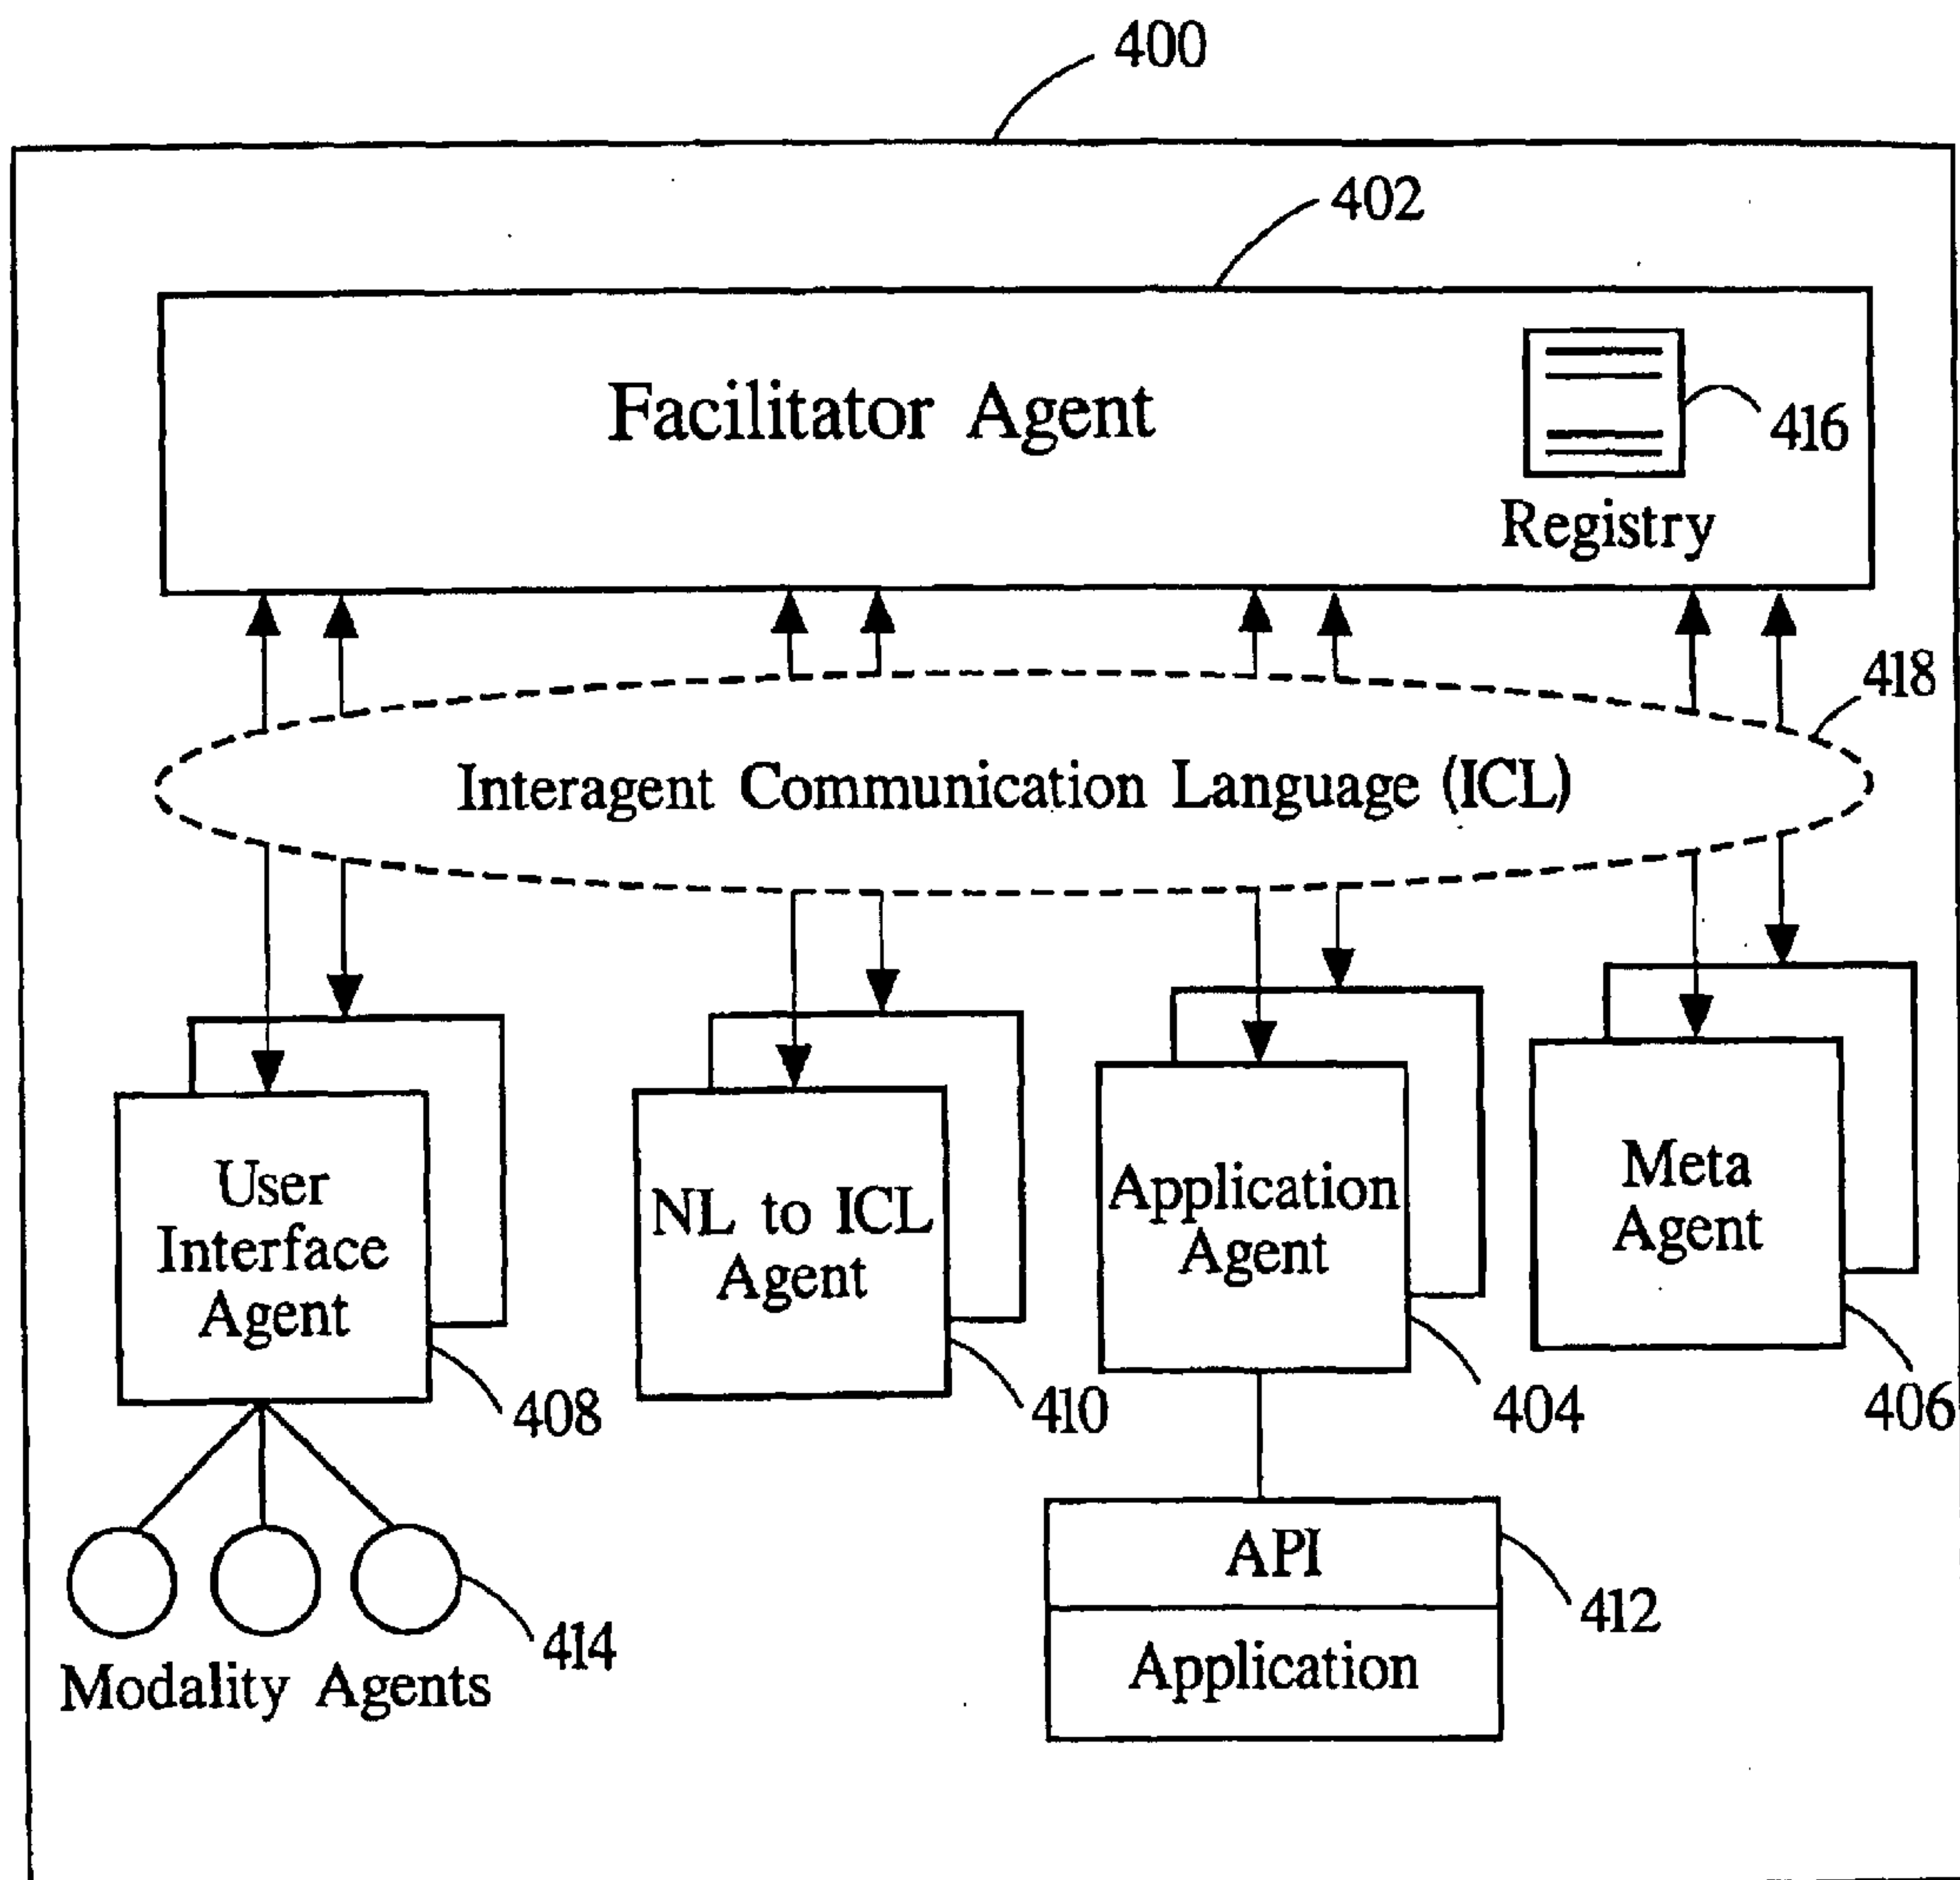 400
402
Facilitator Agent
416
Registry
418
Interagent Communication Language (ICL)
User
Interface
Agent
NL to ICL
Agent
Application
Agent
Meta
Agent
408
410
404
406
API
412
414
Application
Modality Agents